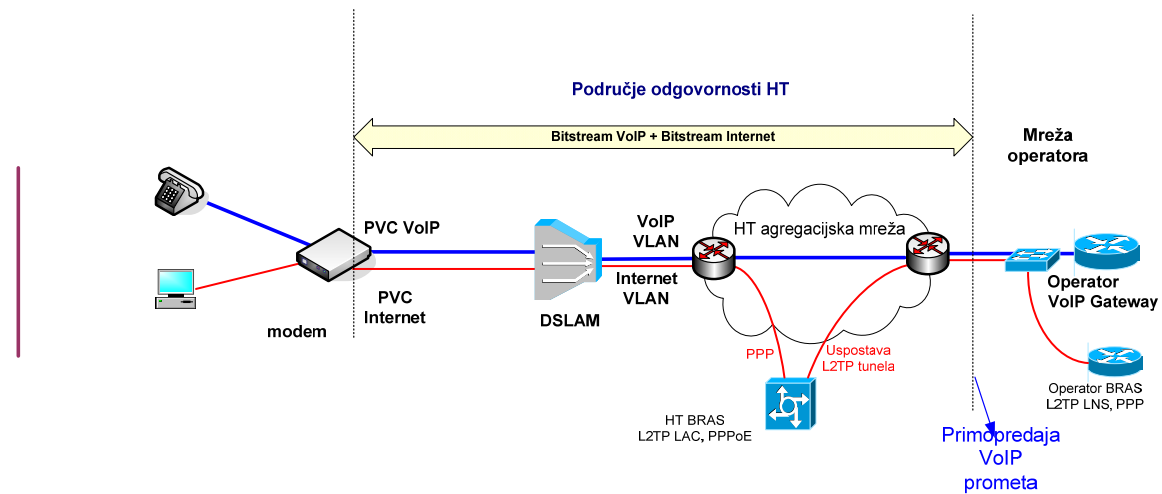 Područje odgovornosti HT
Bitstream VoIP + Bitstream Internet
Mreža
operatora
PVC VoIP
VoIP
VLAN
HT agregacijska mreža
Internet
VLAN
PVC
Internet
modem
DSLAM
Operator
VoIP Gateway
PPP
Uspostava
L2TP tunela
HT BRAS
L2TP LAC, PPPoE
Operator BRAS
L2TP LNS, PPP
Primopredaja
VoIP
prometa